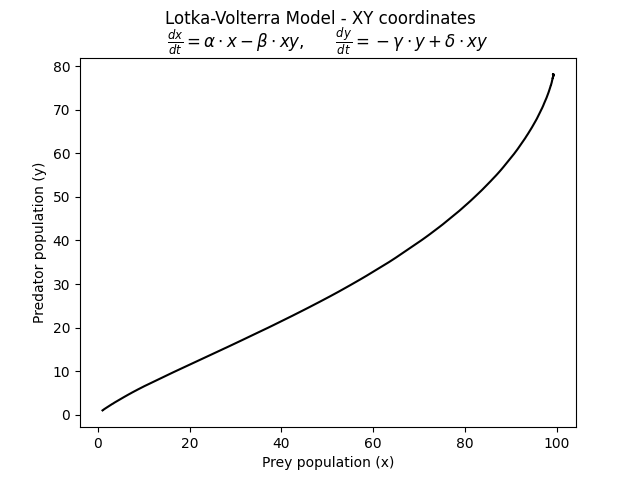 Lotka-Volterra Model - XY coordinates
dx/dt = α · x − β · xy,    dy/dt = −γ · y + δ · xy
80
70
60
50
40
30
20
10
0
Predator population (y)
0 20 40 60 80 100
Prey population (x)